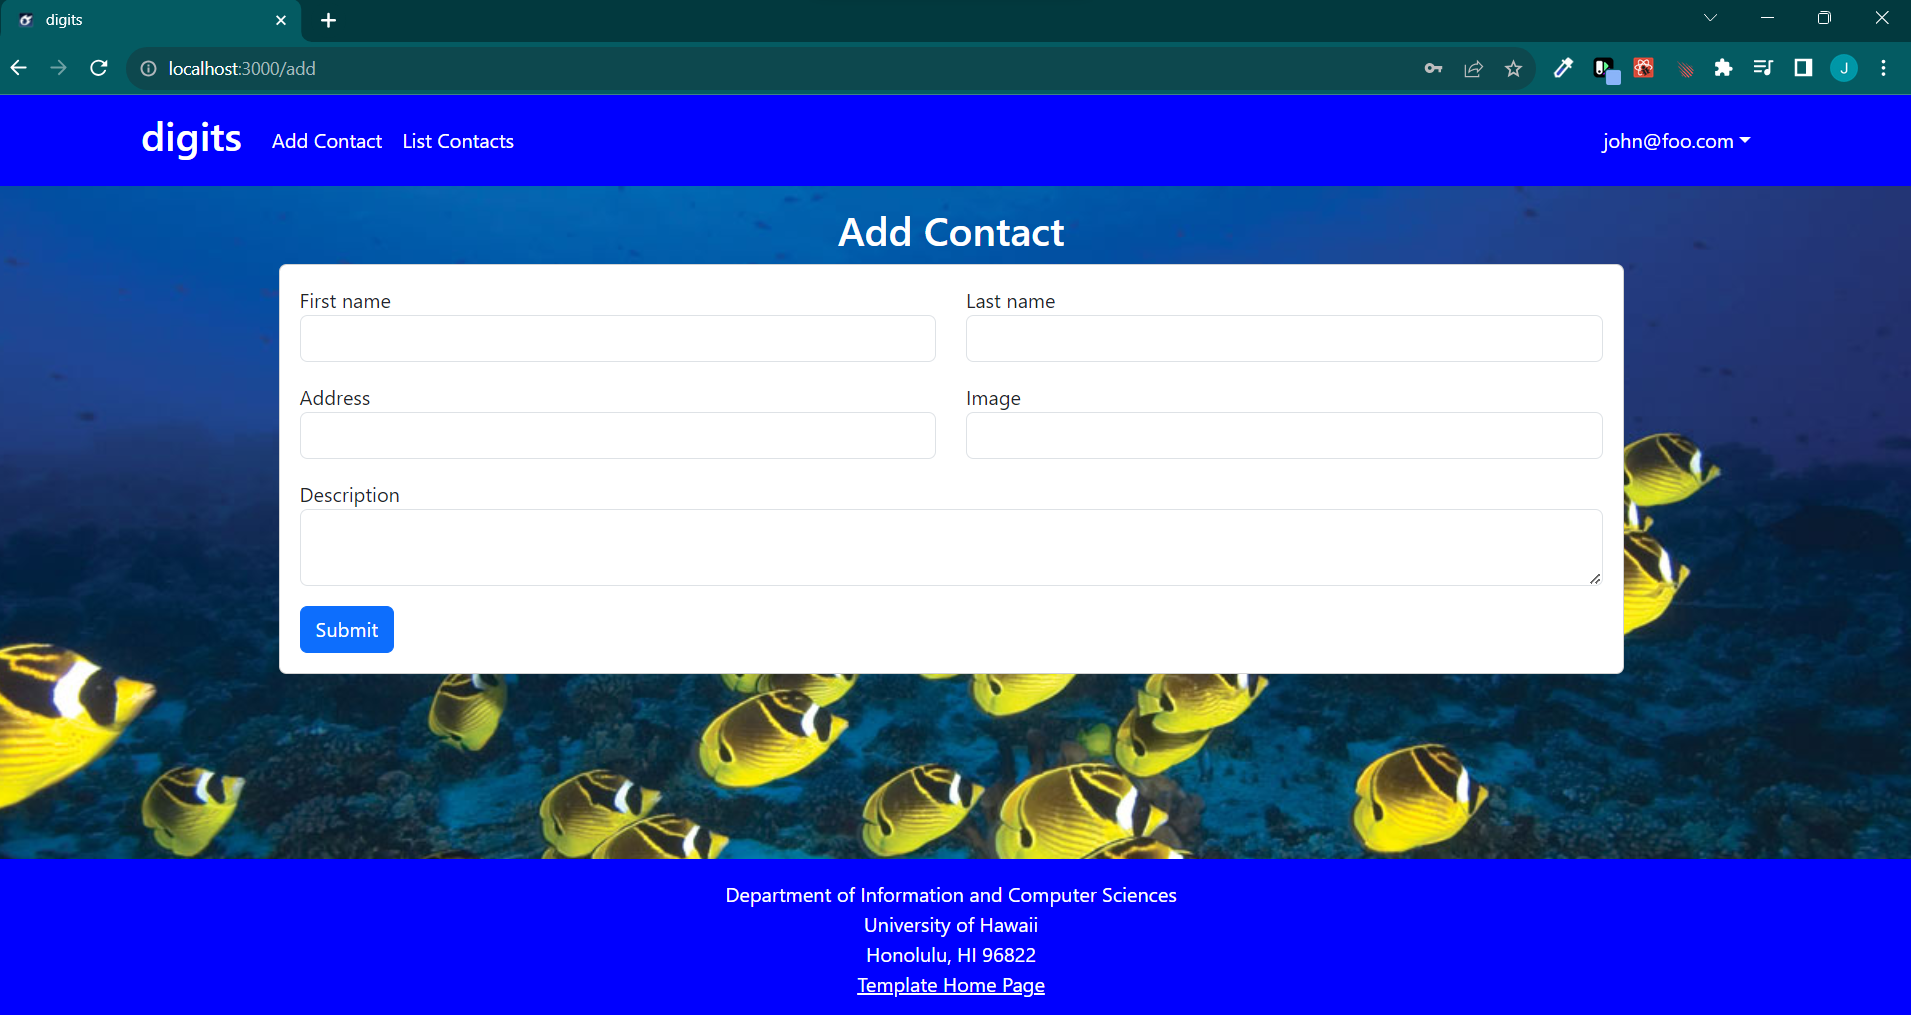 digits
localhost:3000/add
J
digits Add Contact List Contacts john@foo.com
Add Contact
First name Last name
Address Image
Description
Submit
Department of Information and Computer Sciences
University of Hawaii
Honolulu, HI 96822
Template Home Page